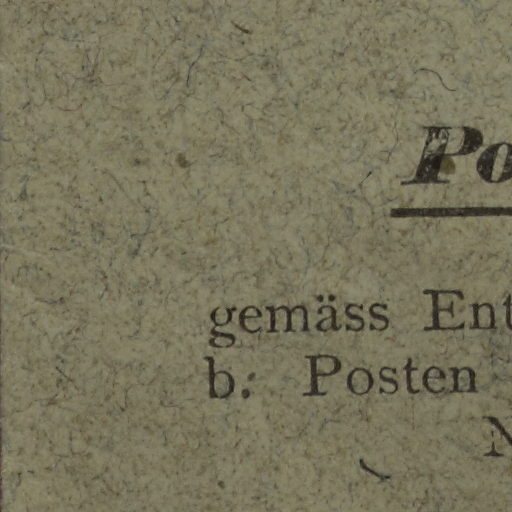 Po
gemäss Ent
b. Posten
N